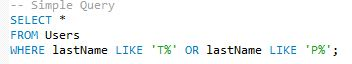 -- Simple Query
SELECT *
FROM Users
WHERE lastName LIKE 'T%' OR lastName LIKE 'P%';